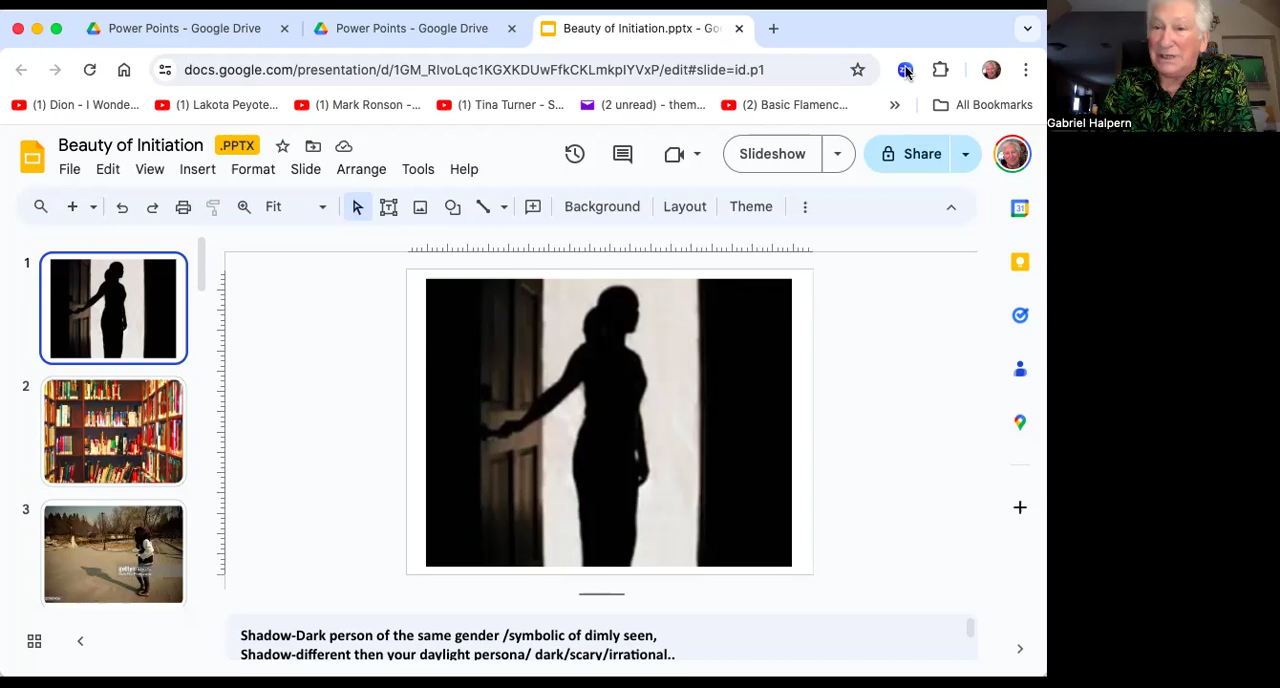 Power Points - Google Drive
Power Points - Google Drive
Beauty of Initiation.pptx - Go
docs.google.com/presentation/d/1GM_RIvoLqc1KGXKDUwFfkCKLmkpIYVxP/edit#slide=id.p1
(1) Dion - I Wonde...
(1) Lakota Peyote...
(1) Mark Ronson -...
(1) Tina Turner - S...
(2 unread) - them...
(2) Basic Flamenc...
All Bookmarks
Gabriel Halpern
Beauty of Initiation
.PPTX
Slideshow
Share
File
Edit
View
Insert
Format
Slide
Arrange
Tools
Help
Fit
Background
Layout
Theme
31
1
2
3
Shadow-Dark person of the same gender /symbolic of dimly seen,
Shadow-different then your daylight persona/ dark/scary/irrational..